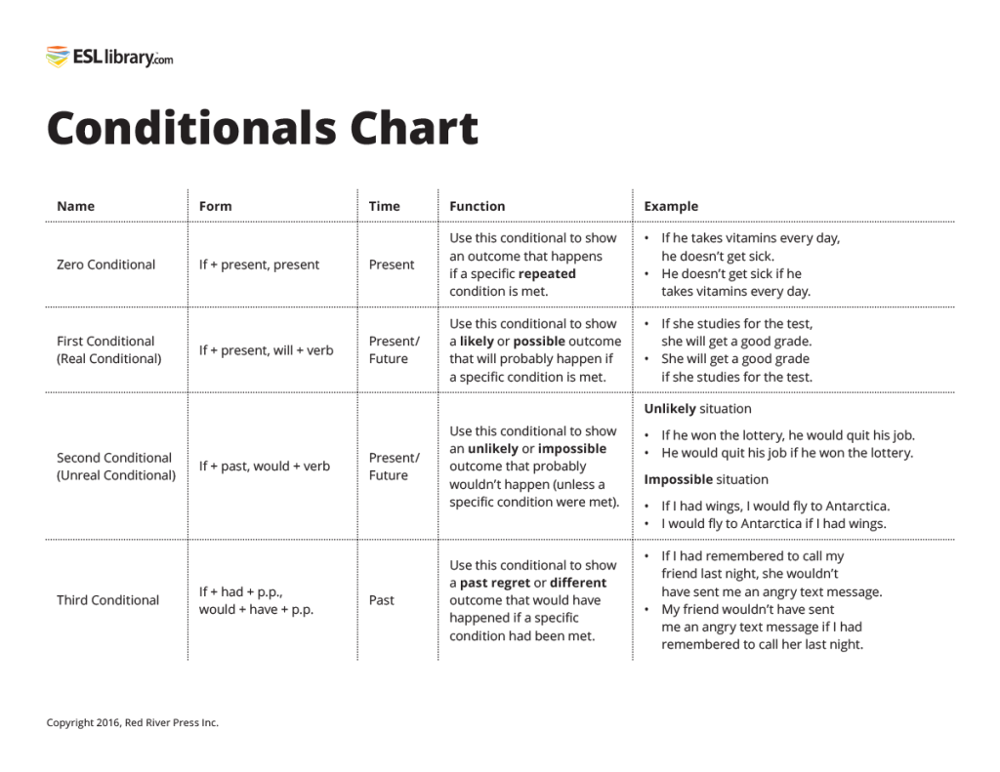 ESLlibrary.com
Conditionals Chart
Name
Form
Time
Function
Example
Zero Conditional
If + present, present
Present
Use this conditional to show
an outcome that happens
if a specific repeated
condition is met.
• If he takes vitamins every day,
he doesn’t get sick.
• He doesn’t get sick if he
takes vitamins every day.
First Conditional
(Real Conditional)
If + present, will + verb
Present/
Future
Use this conditional to show
a likely or possible outcome
that will probably happen if
a specific condition is met.
• If she studies for the test,
she will get a good grade.
• She will get a good grade
if she studies for the test.
Second Conditional
(Unreal Conditional)
If + past, would + verb
Present/
Future
Use this conditional to show
an unlikely or impossible
outcome that probably
wouldn’t happen (unless a
specific condition were met).
Unlikely situation
• If he won the lottery, he would quit his job.
• He would quit his job if he won the lottery.
Impossible situation
• If I had wings, I would fly to Antarctica.
• I would fly to Antarctica if I had wings.
Third Conditional
If + had + p.p.,
would + have + p.p.
Past
Use this conditional to show
a past regret or different
outcome that would have
happened if a specific
condition had been met.
• If I had remembered to call my
friend last night, she wouldn’t
have sent me an angry text message.
• My friend wouldn’t have sent
me an angry text message if I had
remembered to call her last night.
Copyright 2016, Red River Press Inc.